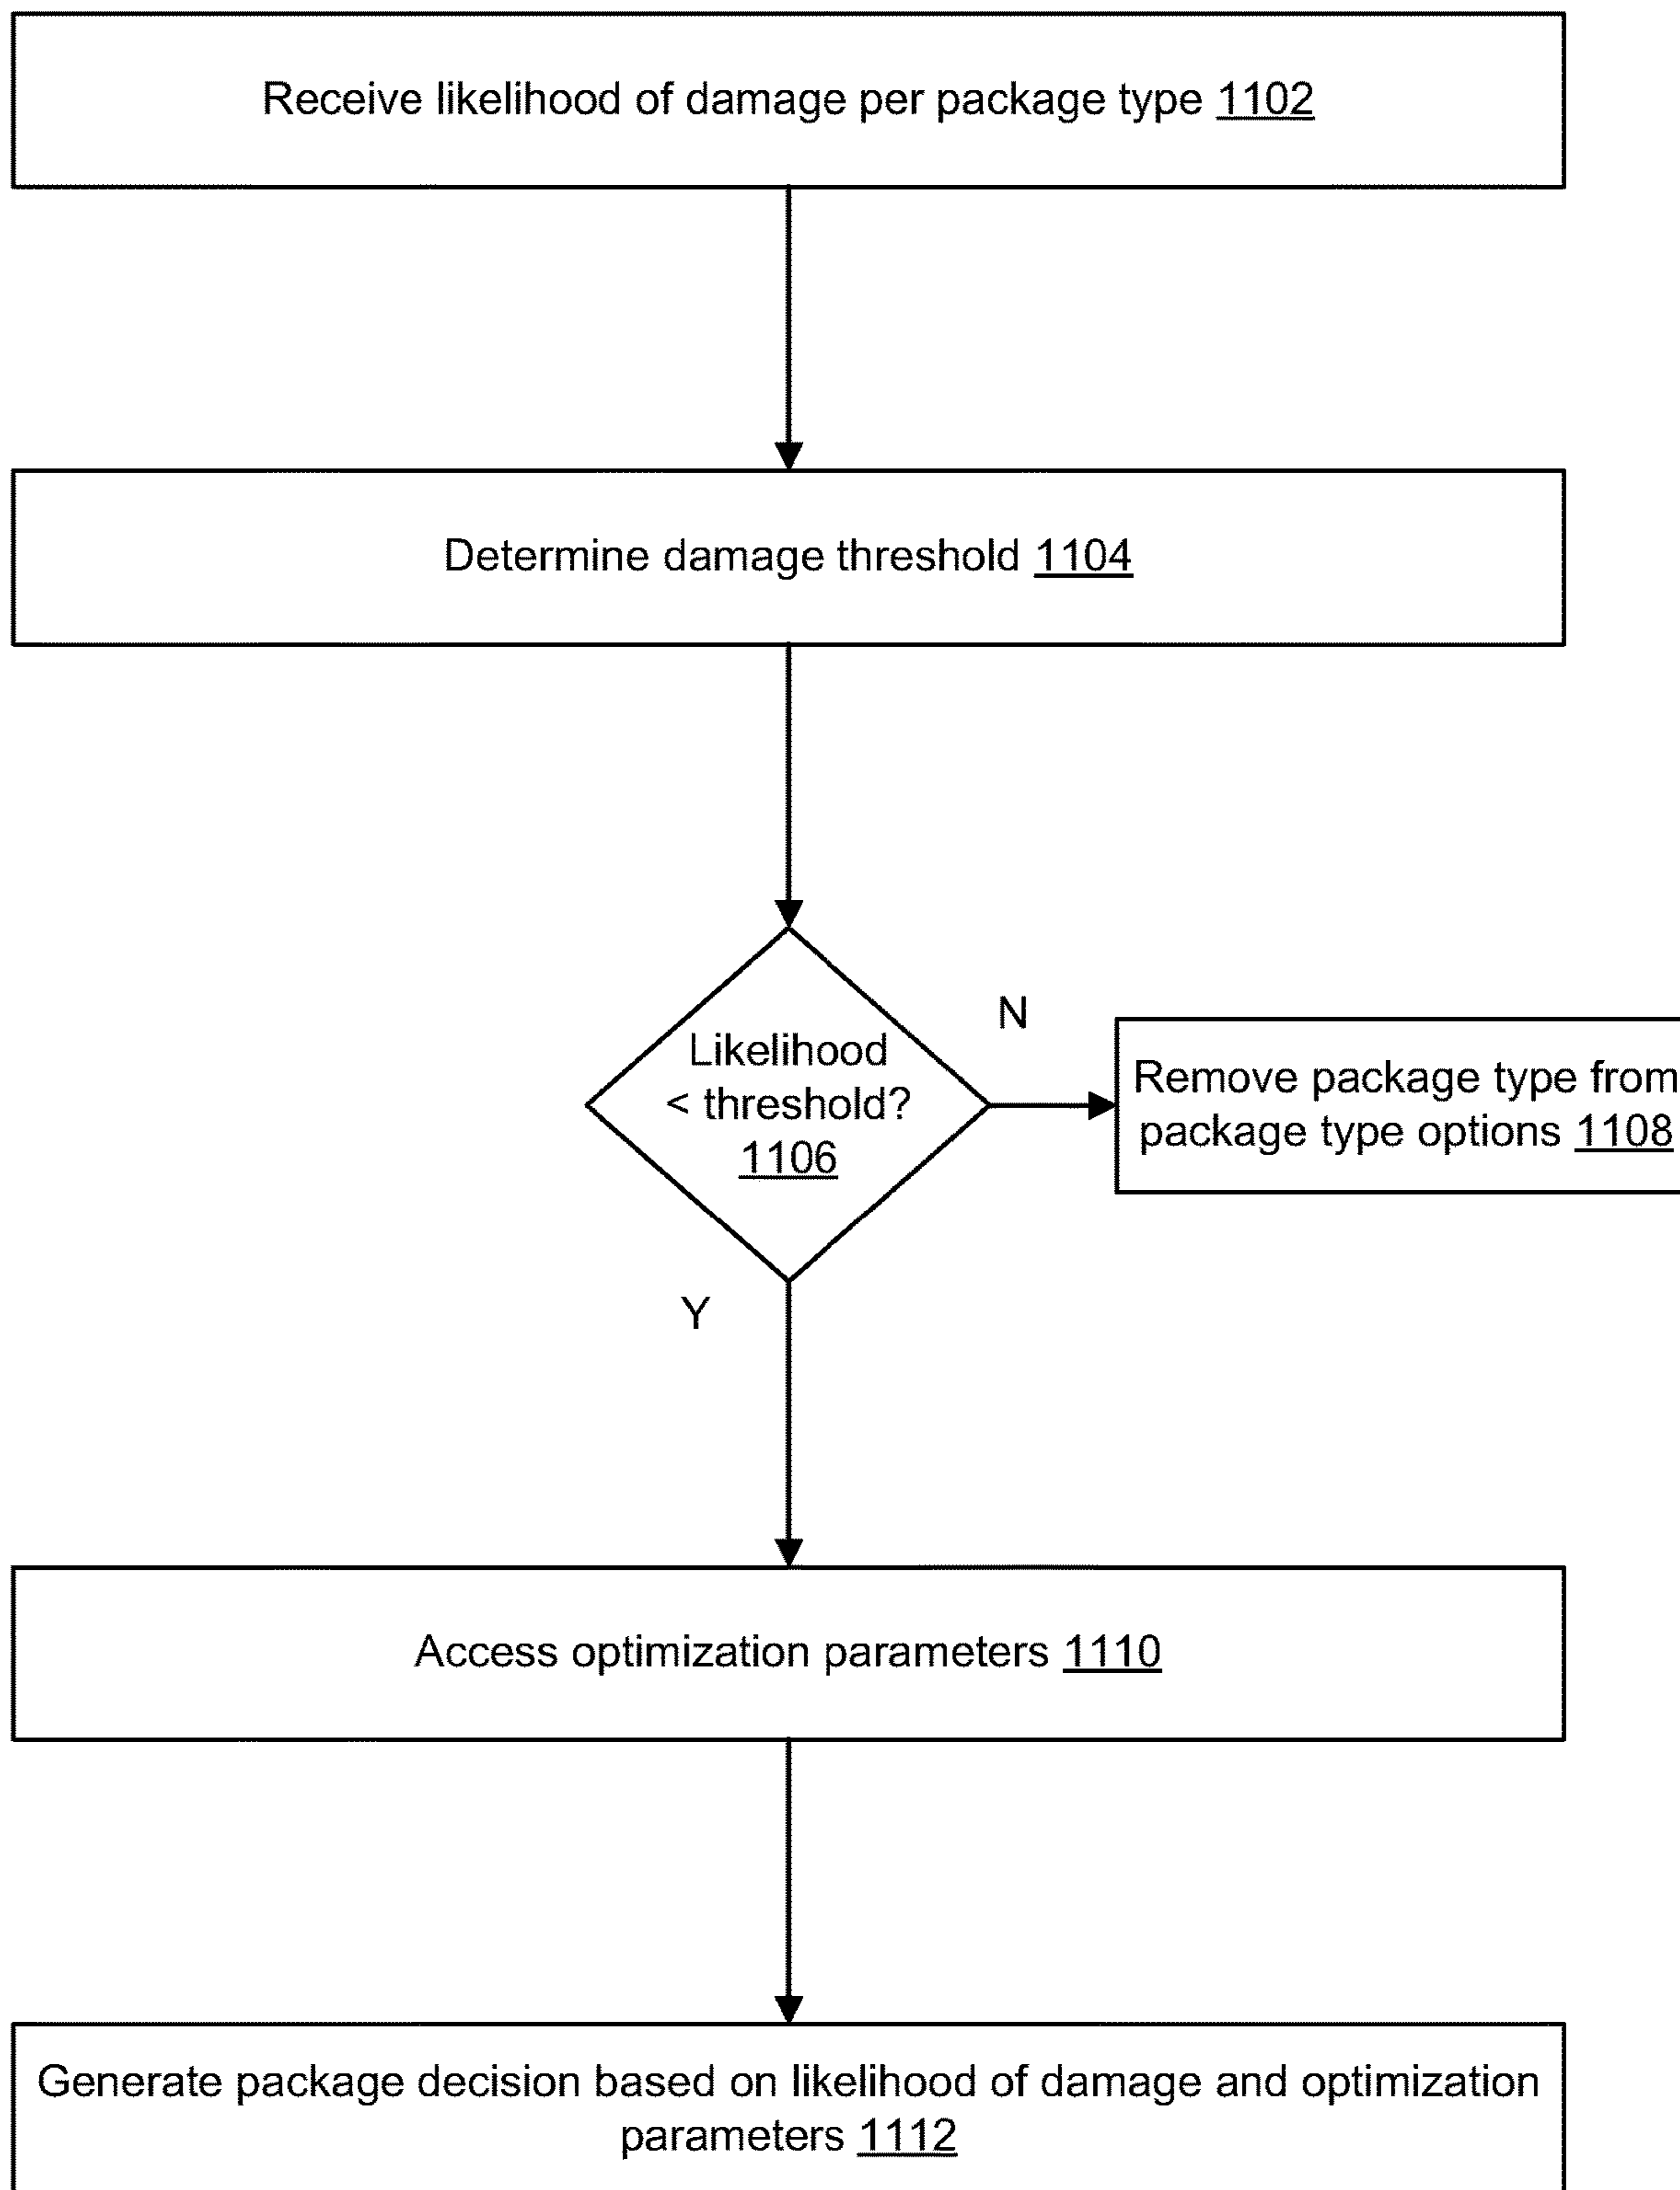 Receive likelihood of damage per package type 1102
Determine damage threshold 1104
Likelihood
< threshold?
1106
N
Remove package type from
package type options 1108
Y
Access optimization parameters 1110
Generate package decision based on likelihood of damage and optimization
parameters 1112